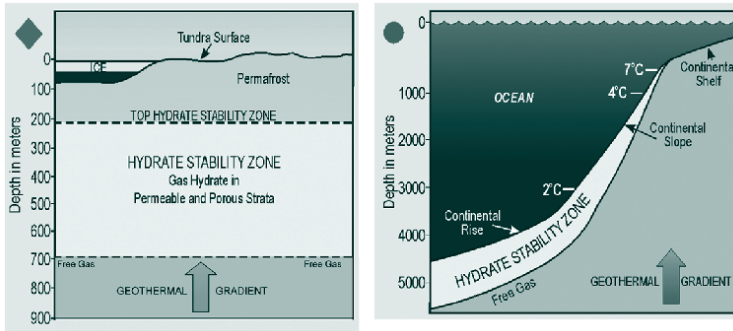 Tundra Surface
0
ICE
100
Permafrost
TOP HYDRATE STABILITY ZONE
200
HYDRATE STABILITY ZONE
300
Gas Hydrate in
400
Permeable and Porous Strata
500
600
700
Free Gas Free Gas
800
GEOTHERMAL GRADIENT
900
Depth in meters
0
7°C
Continental
Shelf
1000
4°C
OCEAN
Continental
Slope
2000
3000
2°C
Continental
Rise
4000
HYDRATE STABILITY ZONE
5000
Free Gas
GEOTHERMAL GRADIENT
Depth in meters